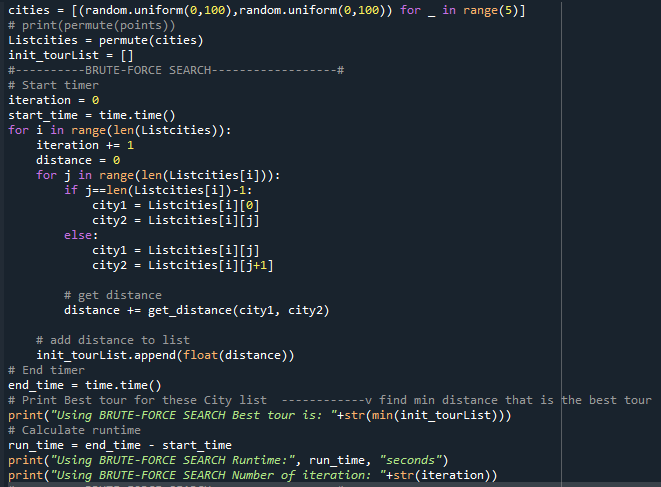 cities = [(random.uniform(0,100),random.uniform(0,100)) for _ in range(5)]
# print(permute(points))
Listcities = permute(cities)
init_tourList = []
#----------BRUTE-FORCE SEARCH------------------#
# Start timer
iteration = 0
start_time = time.time()
for i in range(len(Listcities)):
    iteration += 1
    distance = 0
    for j in range(len(Listcities[i])):
        if j==len(Listcities[i])-1:
            city1 = Listcities[i][0]
            city2 = Listcities[i][j]
        else:
            city1 = Listcities[i][j]
            city2 = Listcities[i][j+1]
        # get distance
        distance += get_distance(city1, city2)
    # add distance to list
    init_tourList.append(float(distance))
# End timer
end_time = time.time()
# Print Best tour for these City list  ------------v find min distance that is the best tour
print("Using BRUTE-FORCE SEARCH Best tour is: "+str(min(init_tourList)))
# Calculate runtime
run_time = end_time - start_time
print("Using BRUTE-FORCE SEARCH Runtime:", run_time, "seconds")
print("Using BRUTE-FORCE SEARCH Number of iteration: "+str(iteration))